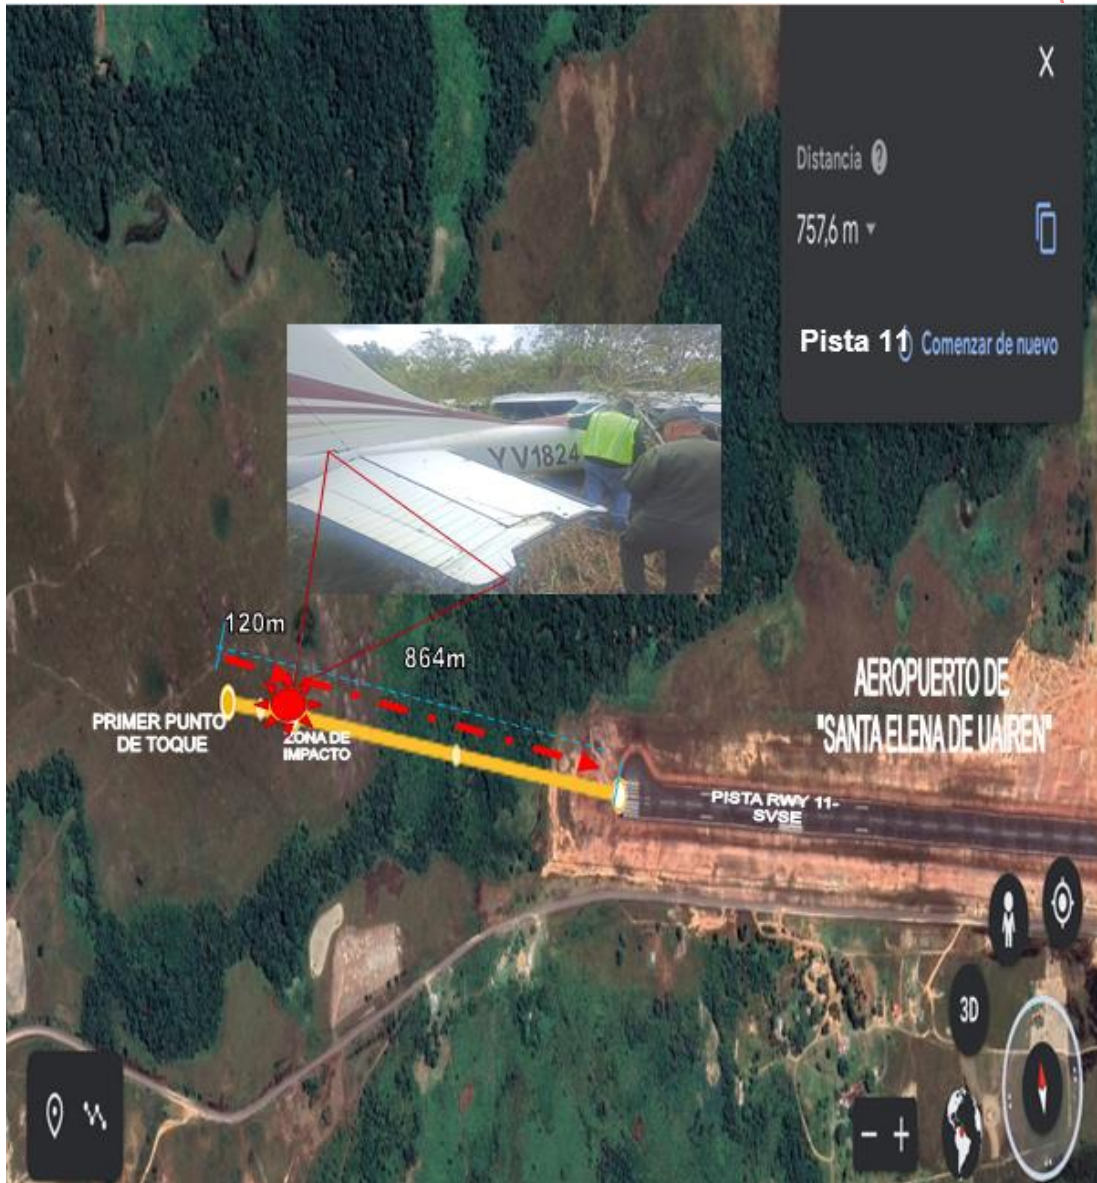 Distancia ?
757,6 m
Pista 11 Comenzar de nuevo
YV1824
120m
864m
AEROPUERTO DE
"SANTA ELENA DE UAIREN"
PRIMER PUNTO
DE TOQUE
ZONA DE
IMPACTO
PISTA RWY 11-
SVSE
3D